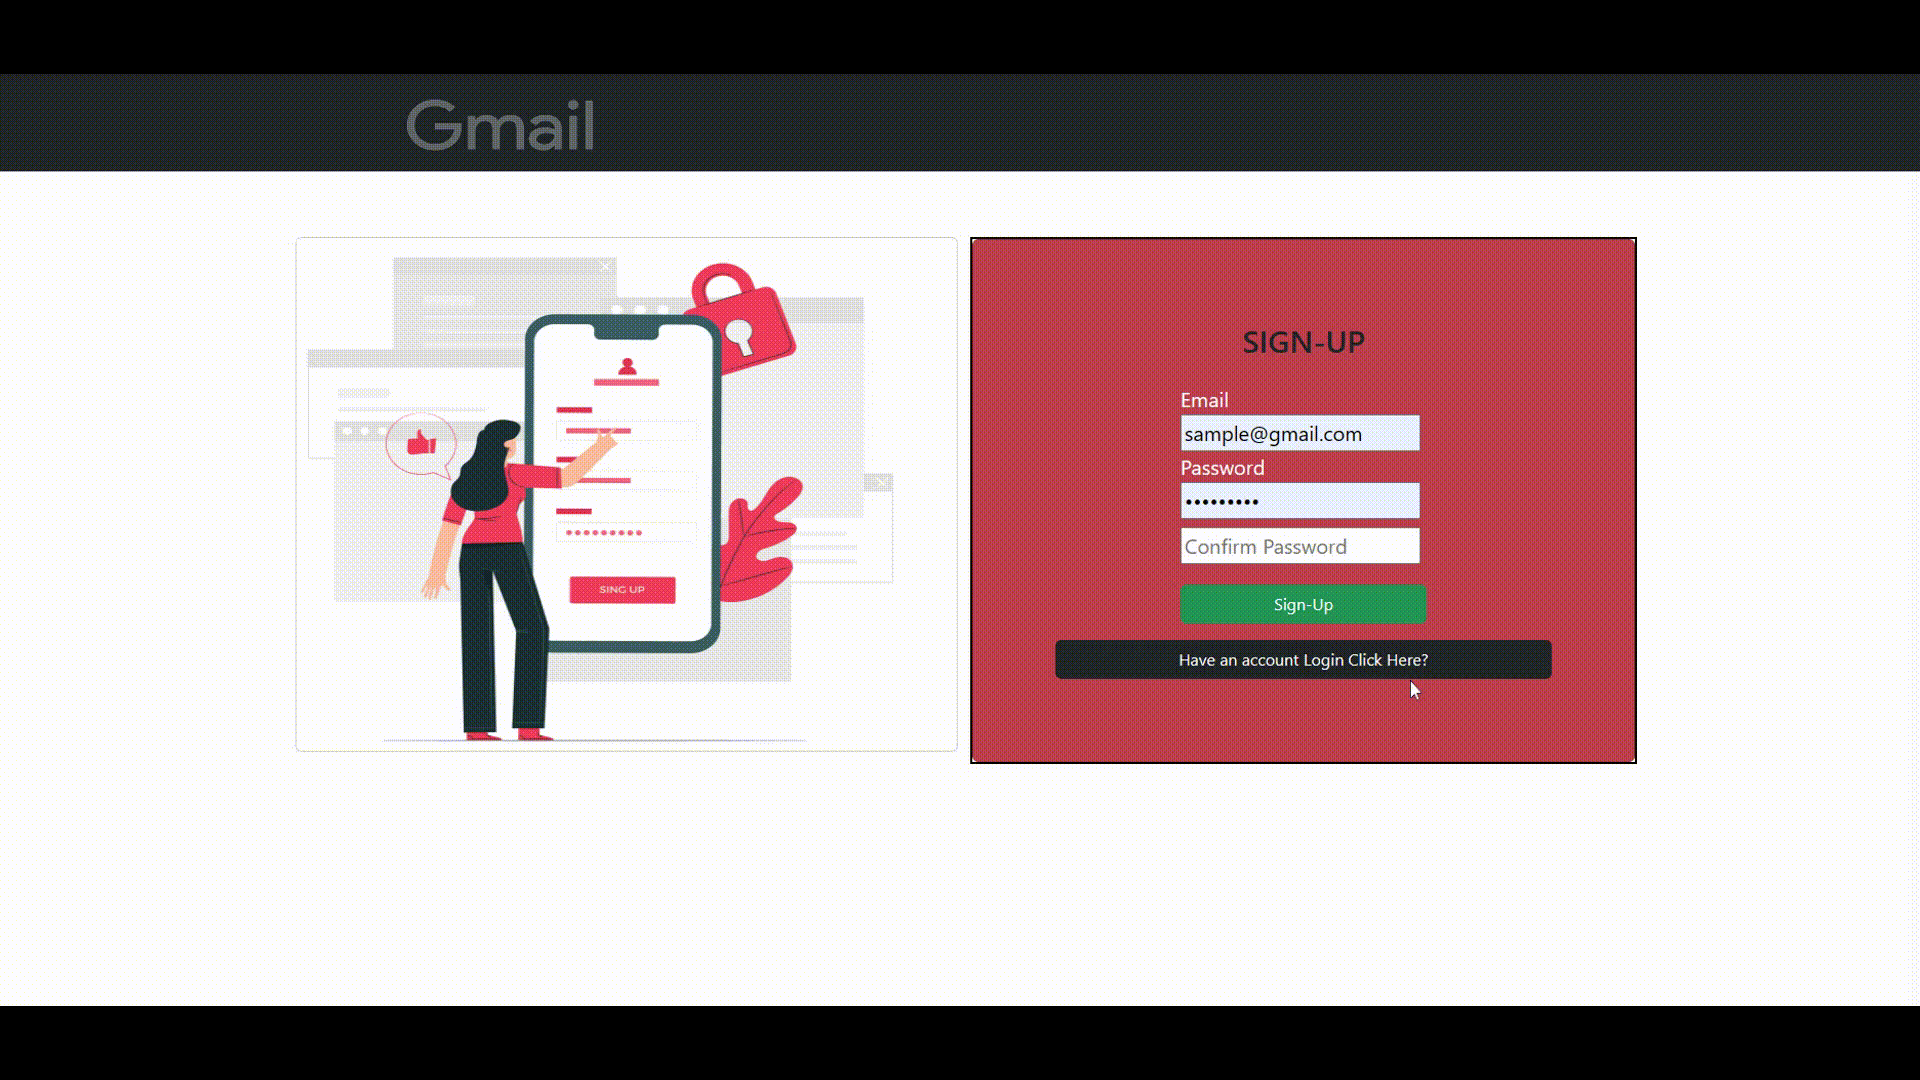 Gmail
SING UP
SIGN-UP
Email
sample@gmail.com
Password
•••••••••
Confirm Password
Sign-Up
Have an account Login Click Here?